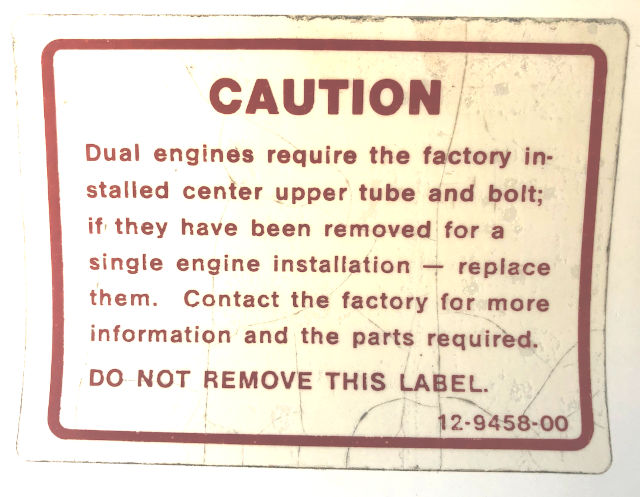 CAUTION
Dual engines require the factory in-
stalled center upper tube and bolt;
if they have been removed for a
single engine installation — replace
them. Contact the factory for more
information and the parts required.
DO NOT REMOVE THIS LABEL.
12-9458-00